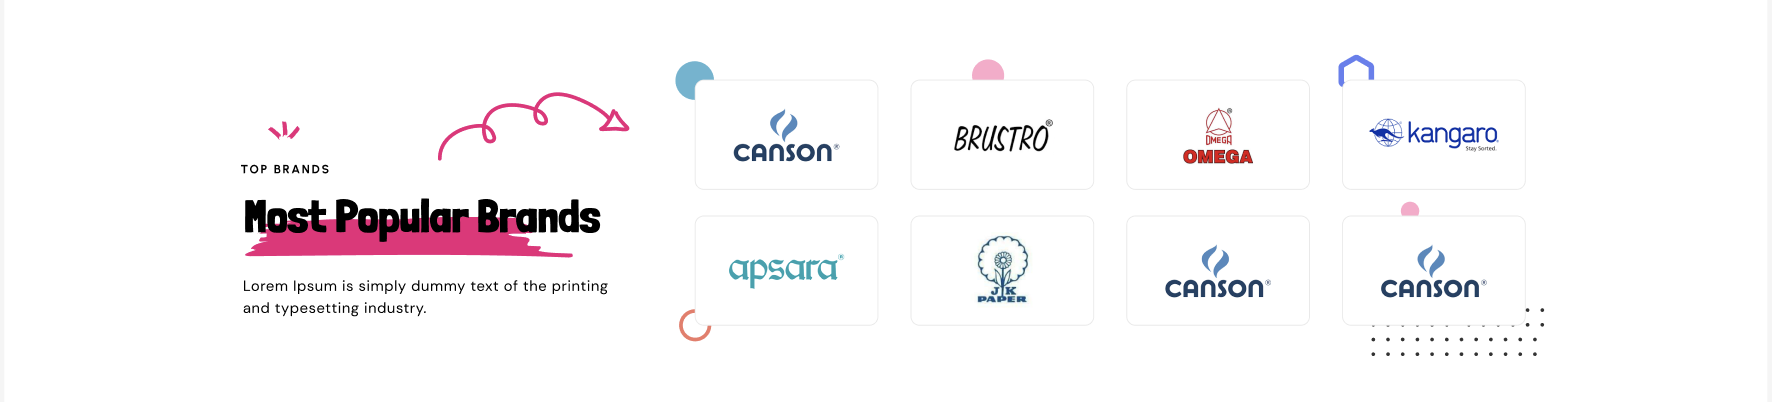 TOP BRANDS
Most Popular Brands
Lorem Ipsum is simply dummy text of the printing
and typesetting industry.
CANSON®
BRUSTRO®
OMEGA
OMEGA
kangaro
Stay Sorted.
apsara
JK
PAPER
CANSON®
CANSON®